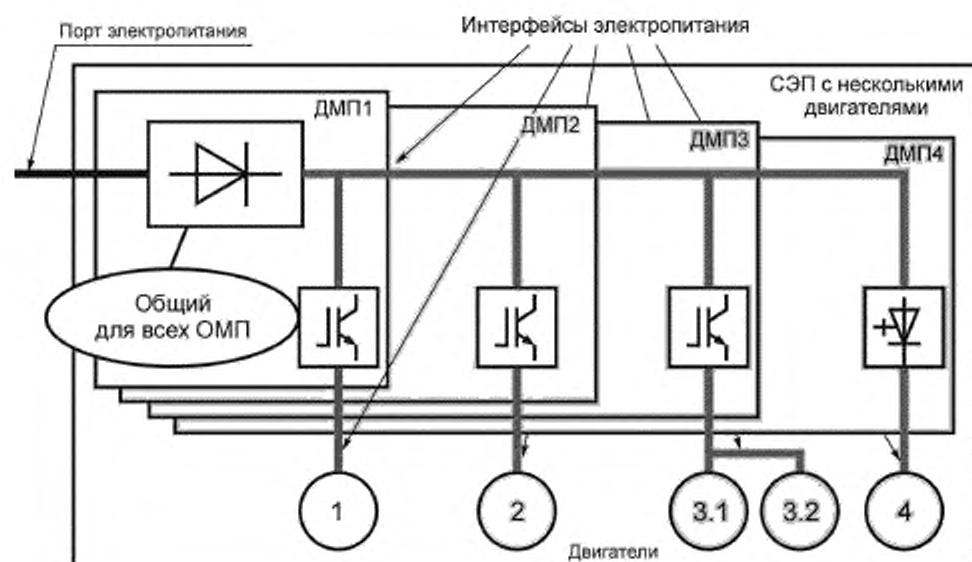 Порт электропитания
Интерфейсы электропитания
СЭП с несколькими
двигателями
ДМП1
ДМП2
ДМП3
ДМП4
Общий
для всех ОМП
1
2
3.1
3.2
4
Двигатели